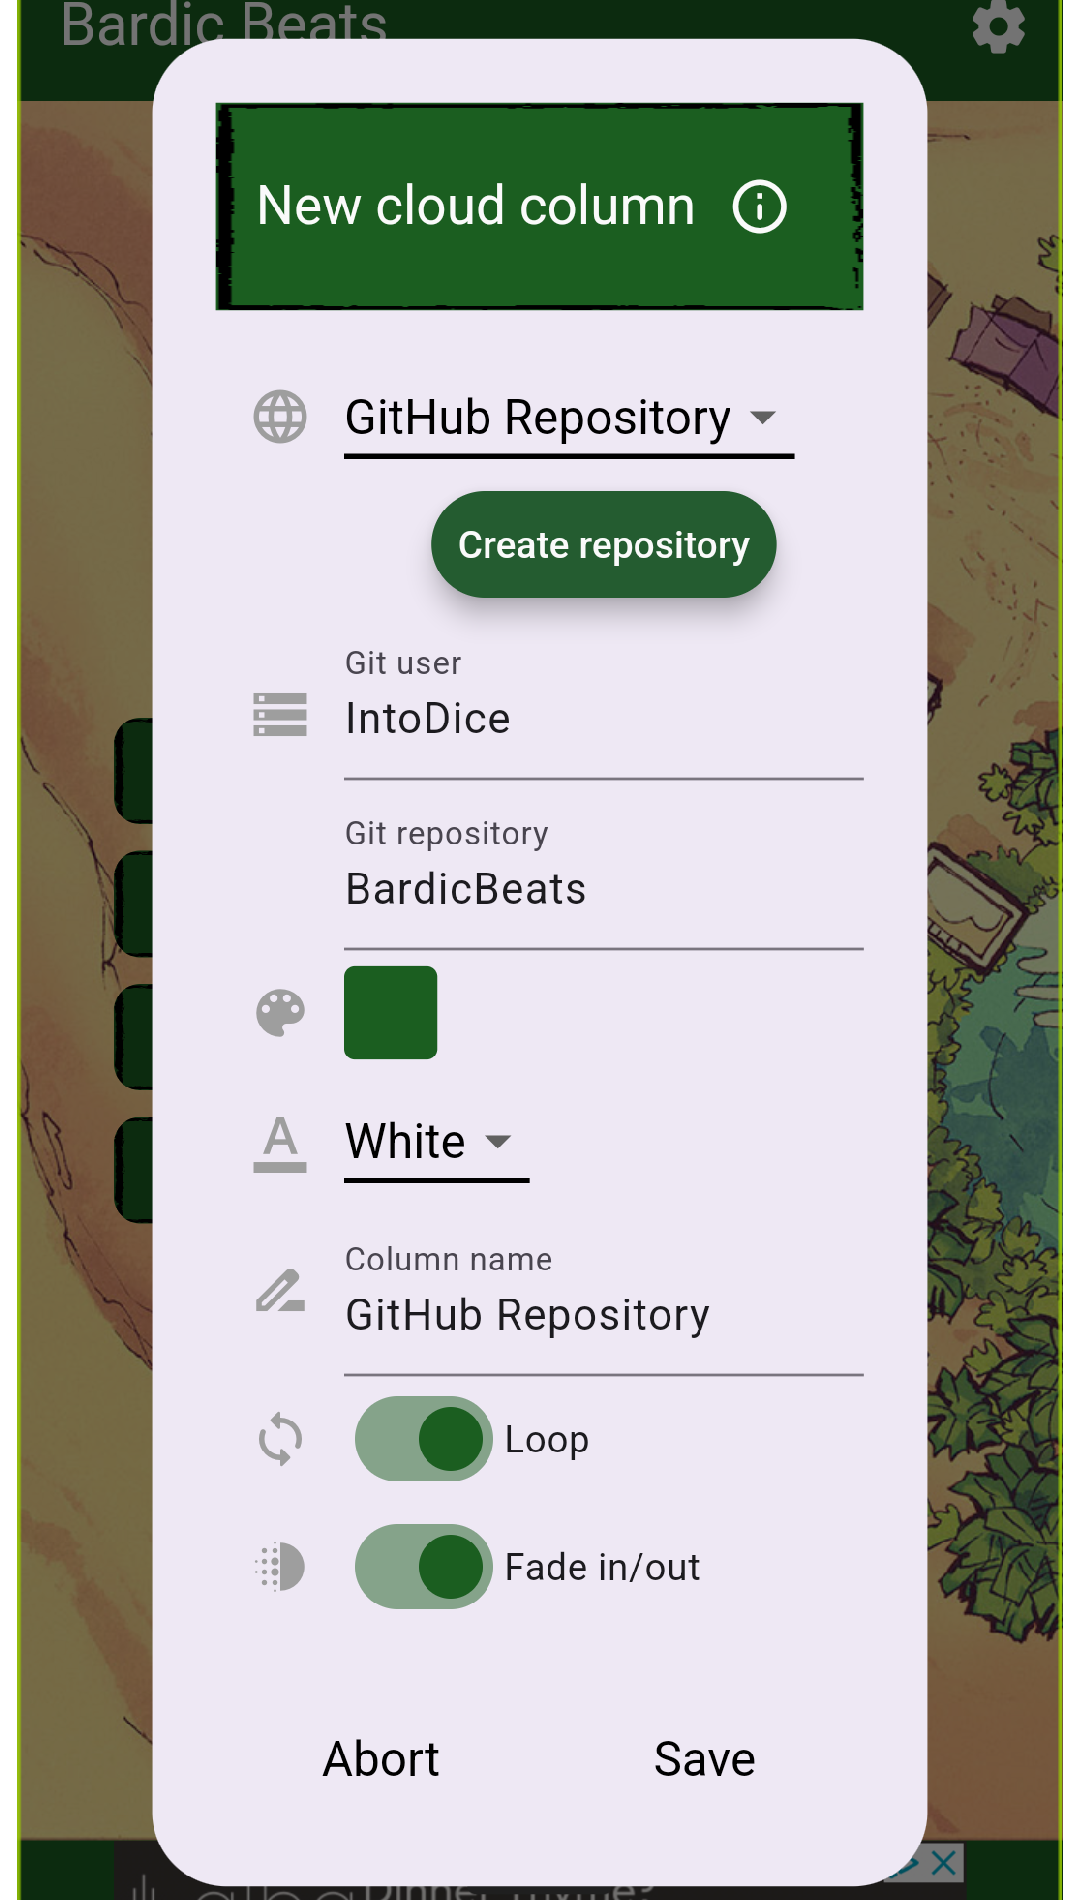 Bardic Beats
New cloud column
GitHub Repository
Create repository
Git user
IntoDice
Git repository
BardicBeats
White
Column name
GitHub Repository
Loop
Fade in/out
Abort
Save